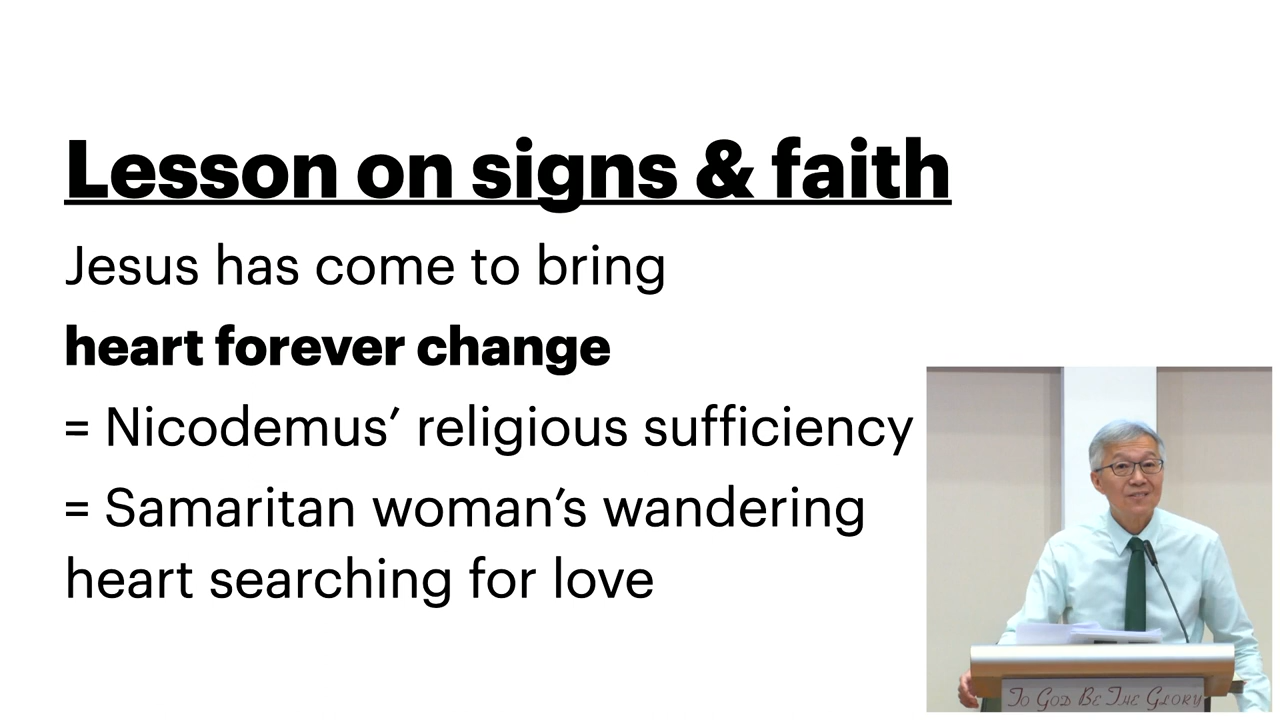 Lesson on signs & faith
Jesus has come to bring
heart forever change
= Nicodemus’ religious sufficiency
= Samaritan woman’s wandering
heart searching for love
To God Be The Glory